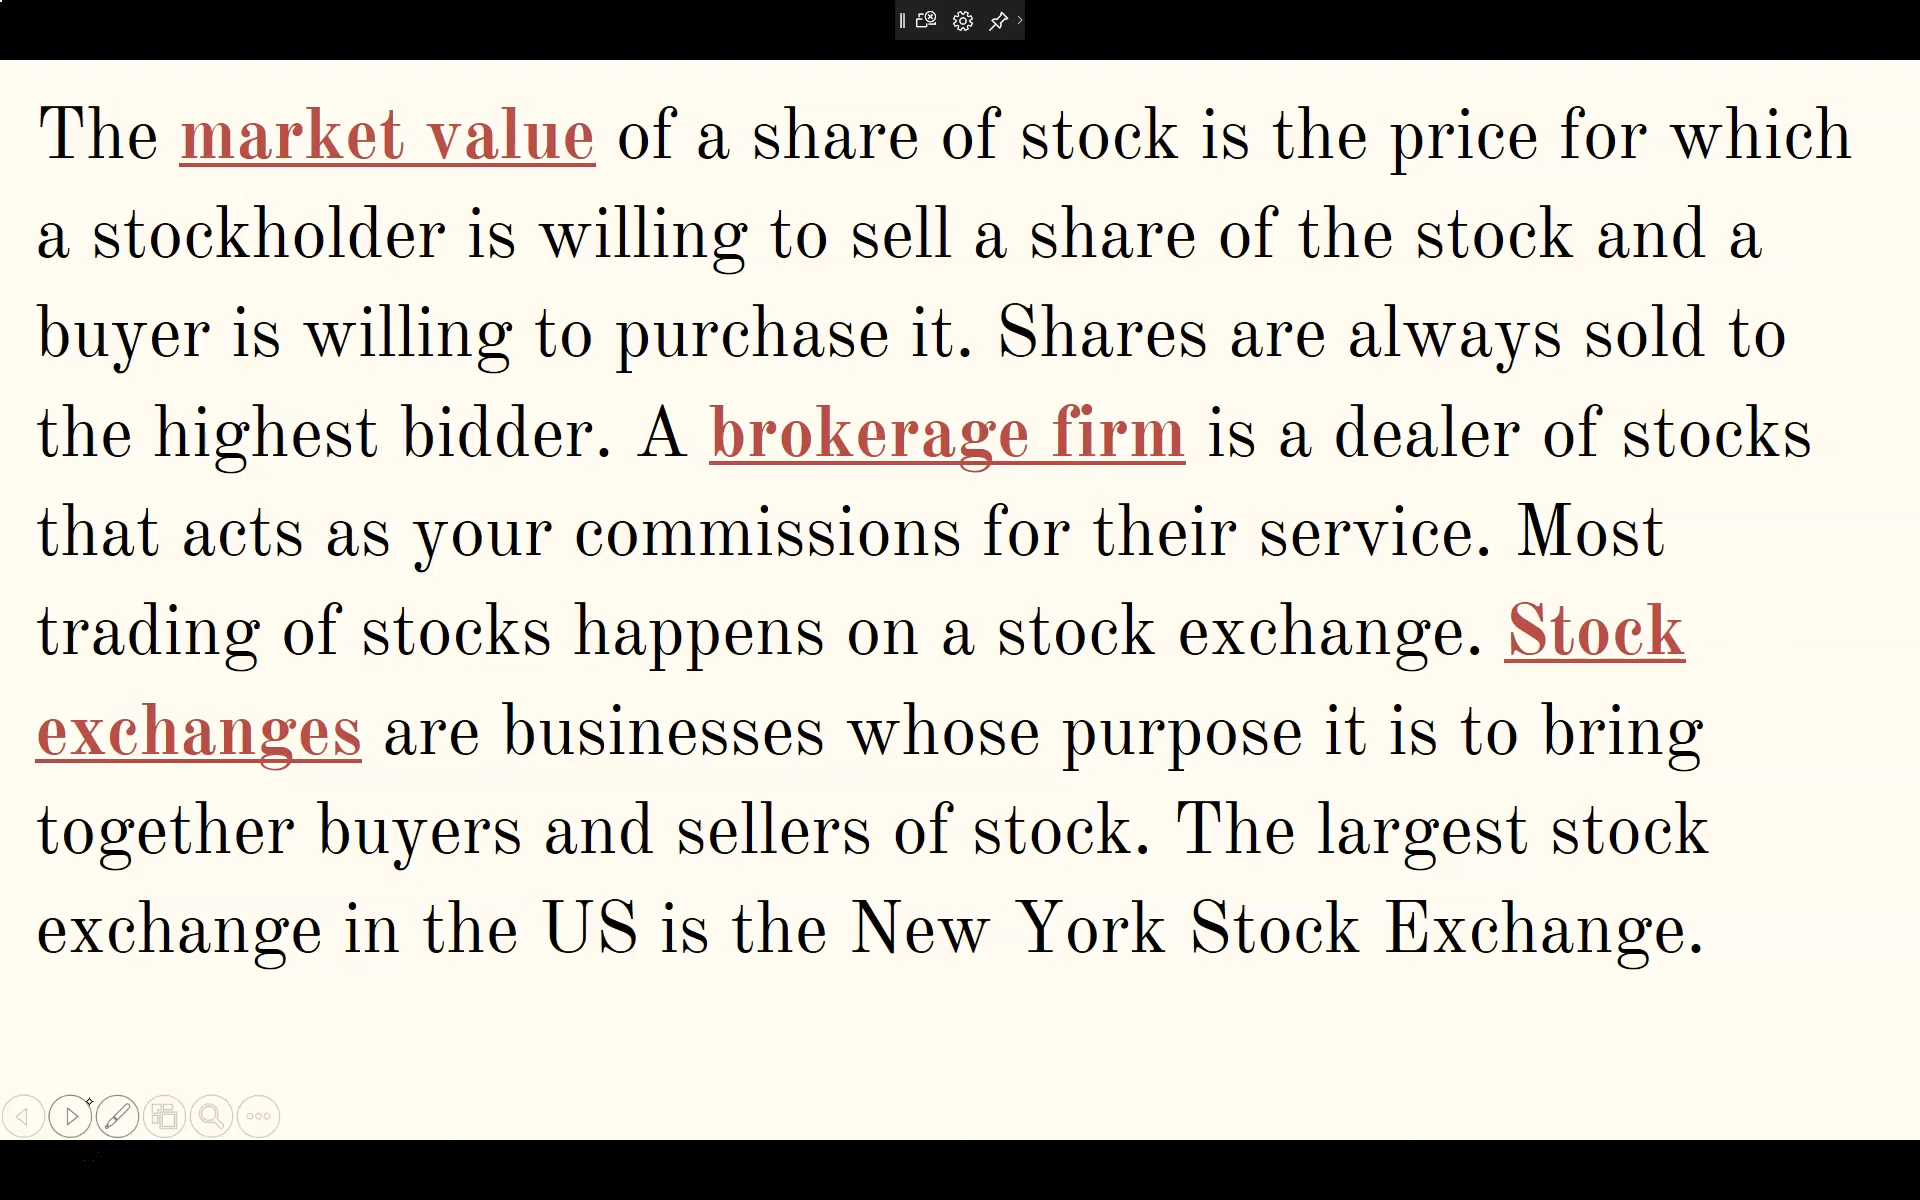 The market value of a share of stock is the price for which
a stockholder is willing to sell a share of the stock and a
buyer is willing to purchase it. Shares are always sold to
the highest bidder. A brokerage firm is a dealer of stocks
that acts as your commissions for their service. Most
trading of stocks happens on a stock exchange. Stock
exchanges are businesses whose purpose it is to bring
together buyers and sellers of stock. The largest stock
exchange in the US is the New York Stock Exchange.